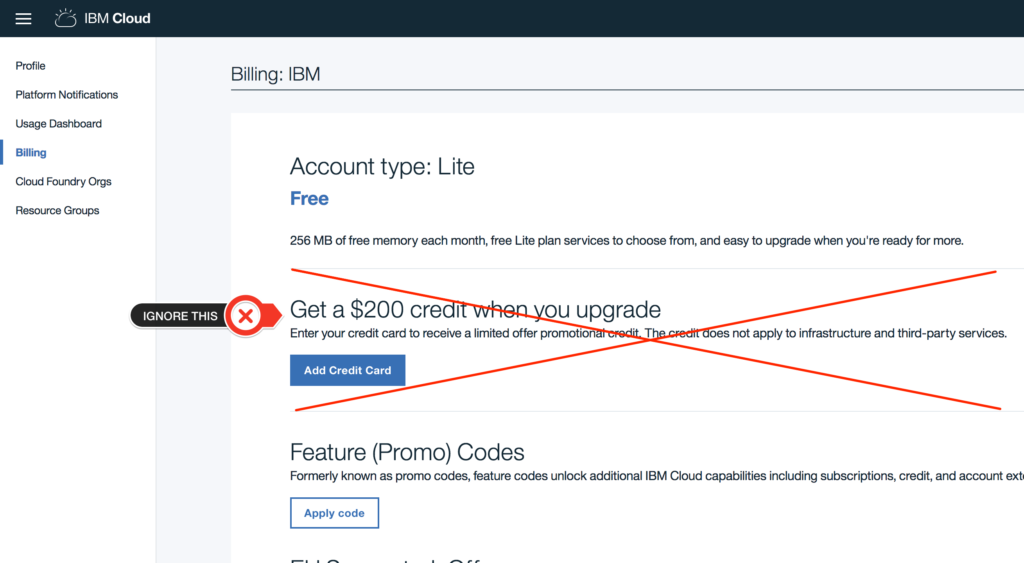 IBM Cloud
Profile
Platform Notifications
Usage Dashboard
Billing
Cloud Foundry Orgs
Resource Groups
Billing: IBM
Account type: Lite
Free
256 MB of free memory each month, free Lite plan services to choose from, and easy to upgrade when you're ready for more.
IGNORE THIS
Get a $200 credit when you upgrade
Enter your credit card to receive a limited offer promotional credit. The credit does not apply to infrastructure and third-party services.
Add Credit Card
Feature (Promo) Codes
Formerly known as promo codes, feature codes unlock additional IBM Cloud capabilities including subscriptions, credit, and account
Apply code